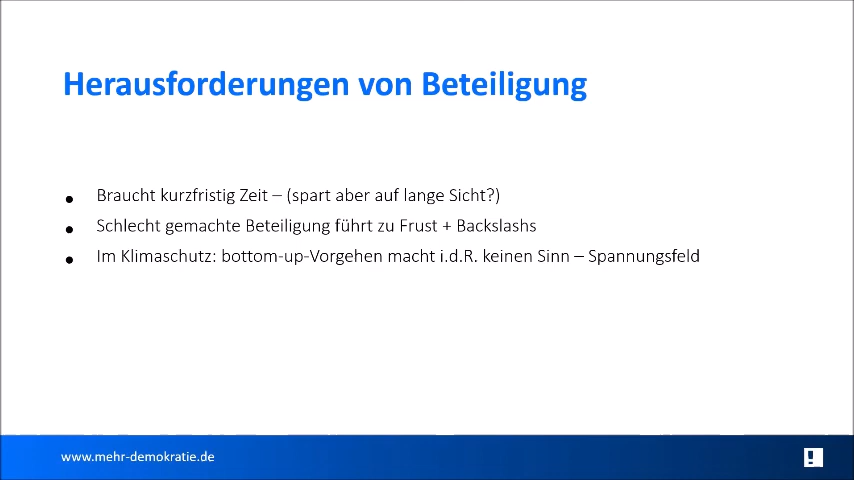 Herausforderungen von Beteiligung
• Braucht kurzfristig Zeit – (spart aber auf lange Sicht?)
• Schlecht gemachte Beteiligung führt zu Frust + Backslashs
• Im Klimaschutz: bottom-up-Vorgehen macht i.d.R. keinen Sinn – Spannungsfeld
www.mehr-demokratie.de
!